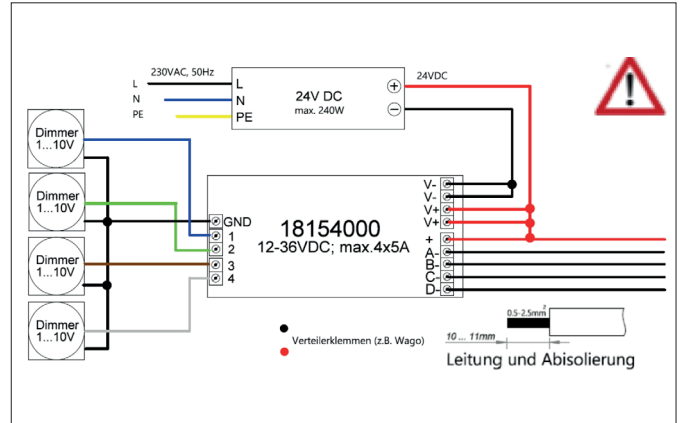 230VAC, 50Hz
L
N
PE
L
N
PE
24V DC
max. 240W
+
−
24VDC
!
Dimmer
1...10V
Dimmer
1...10V
Dimmer
1...10V
Dimmer
1...10V
GND
1
2
3
4
18154000
12-36VDC; max.4x5A
V-
V-
V+
V+
+
A-
B-
C-
D-
Verteilerklemmen (z.B. Wago)
0.5-2.5mm²
10 ... 11mm
Leitung und Abisolierung